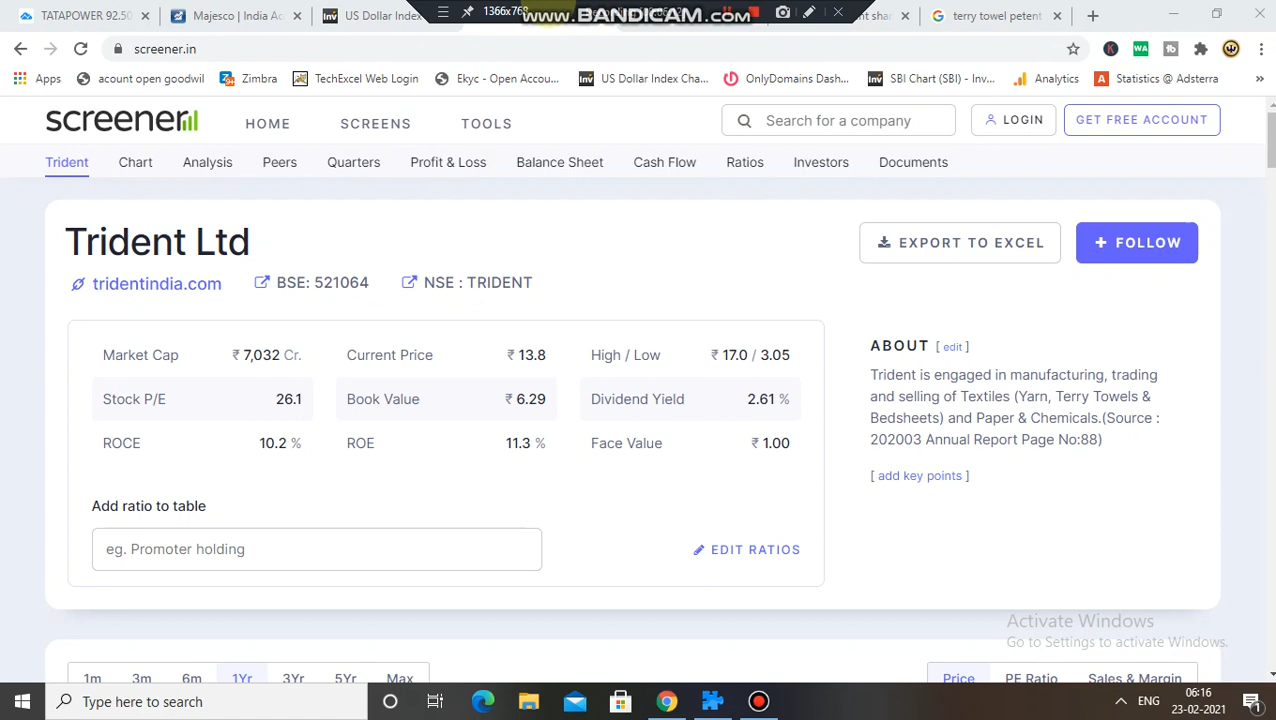 TATAPOWER 92.50
Majesco | India Ac
US Dollar Index
1366x768
www.BANDICAM.com
nt shar
terry towel peterr
screener.in
Apps
acount open goodwil
Zimbra
TechExcel Web Login
Ekyc - Open Accou...
US Dollar Index Cha...
OnlyDomains Dash...
SBI Chart (SBI) - Inv...
Analytics
Statistics @ Adsterra
screener
HOME
SCREENS
TOOLS
Search for a company
LOGIN
GET FREE ACCOUNT
Trident
Chart
Analysis
Peers
Quarters
Profit & Loss
Balance Sheet
Cash Flow
Ratios
Investors
Documents
Trident Ltd
EXPORT TO EXCEL
+ FOLLOW
tridentindia.com
BSE: 521064
NSE : TRIDENT
Market Cap ₹ 7,032 Cr.
Current Price ₹ 13.8
High / Low ₹ 17.0 / 3.05
Stock P/E 26.1
Book Value ₹ 6.29
Dividend Yield 2.61 %
ROCE 10.2 %
ROE 11.3 %
Face Value ₹ 1.00
Add ratio to table
eg. Promoter holding
EDIT RATIOS
ABOUT [ edit ]
Trident is engaged in manufacturing, trading
and selling of Textiles (Yarn, Terry Towels &
Bedsheets) and Paper & Chemicals.(Source :
202003 Annual Report Page No:88)
[ add key points ]
Activate Windows
Go to Settings to activate Windows.
1m
3m
6m
1Yr
3Yr
5Yr
Max
Price
PE Ratio
Sales & Margin
Type here to search
ENG
06:16
23-02-2021
1